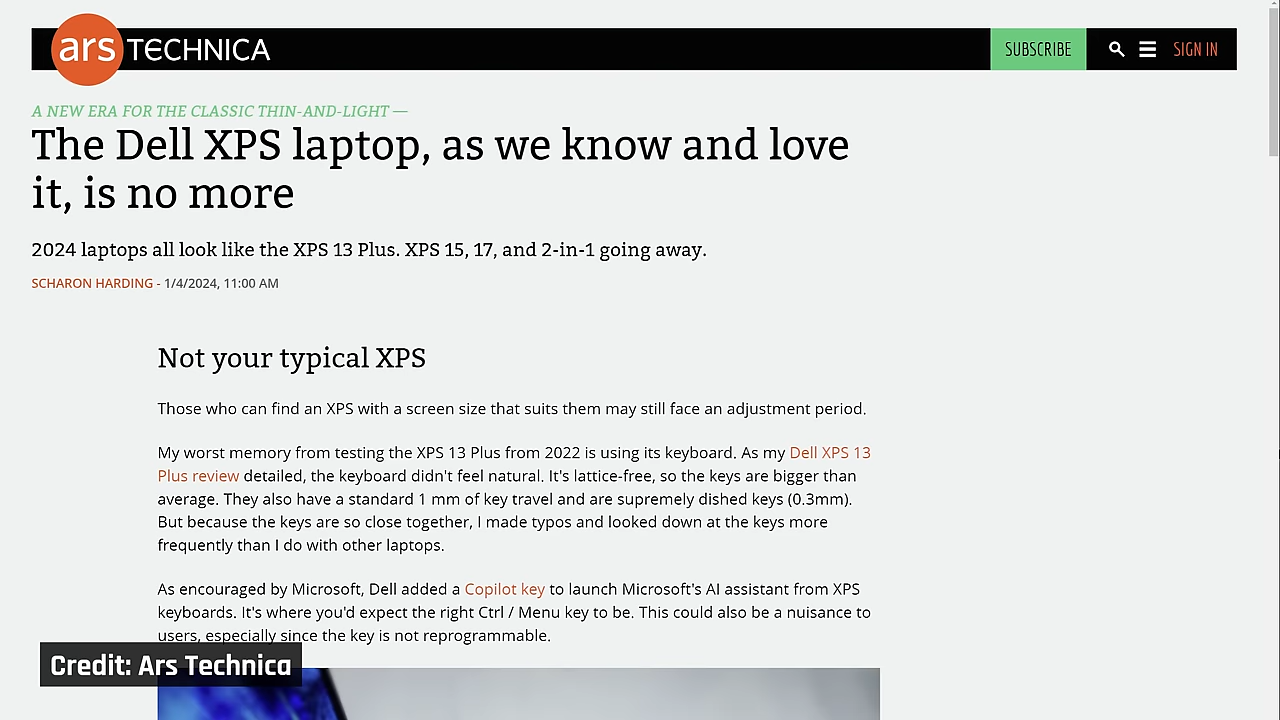 ars TECHNICA
SUBSCRIBE
SIGN IN
A NEW ERA FOR THE CLASSIC THIN-AND-LIGHT —
The Dell XPS laptop, as we know and love
it, is no more
2024 laptops all look like the XPS 13 Plus. XPS 15, 17, and 2-in-1 going away.
SCHARON HARDING - 1/4/2024, 11:00 AM
Not your typical XPS
Those who can find an XPS with a screen size that suits them may still face an adjustment period.
My worst memory from testing the XPS 13 Plus from 2022 is using its keyboard. As my Dell XPS 13
Plus review detailed, the keyboard didn't feel natural. It's lattice-free, so the keys are bigger than
average. They also have a standard 1 mm of key travel and are supremely dished keys (0.3mm).
But because the keys are so close together, I made typos and looked down at the keys more
frequently than I do with other laptops.
As encouraged by Microsoft, Dell added a Copilot key to launch Microsoft's AI assistant from XPS
keyboards. It's where you'd expect the right Ctrl / Menu key to be. This could also be a nuisance to
users, especially since the key is not reprogrammable.
Credit: Ars Technica